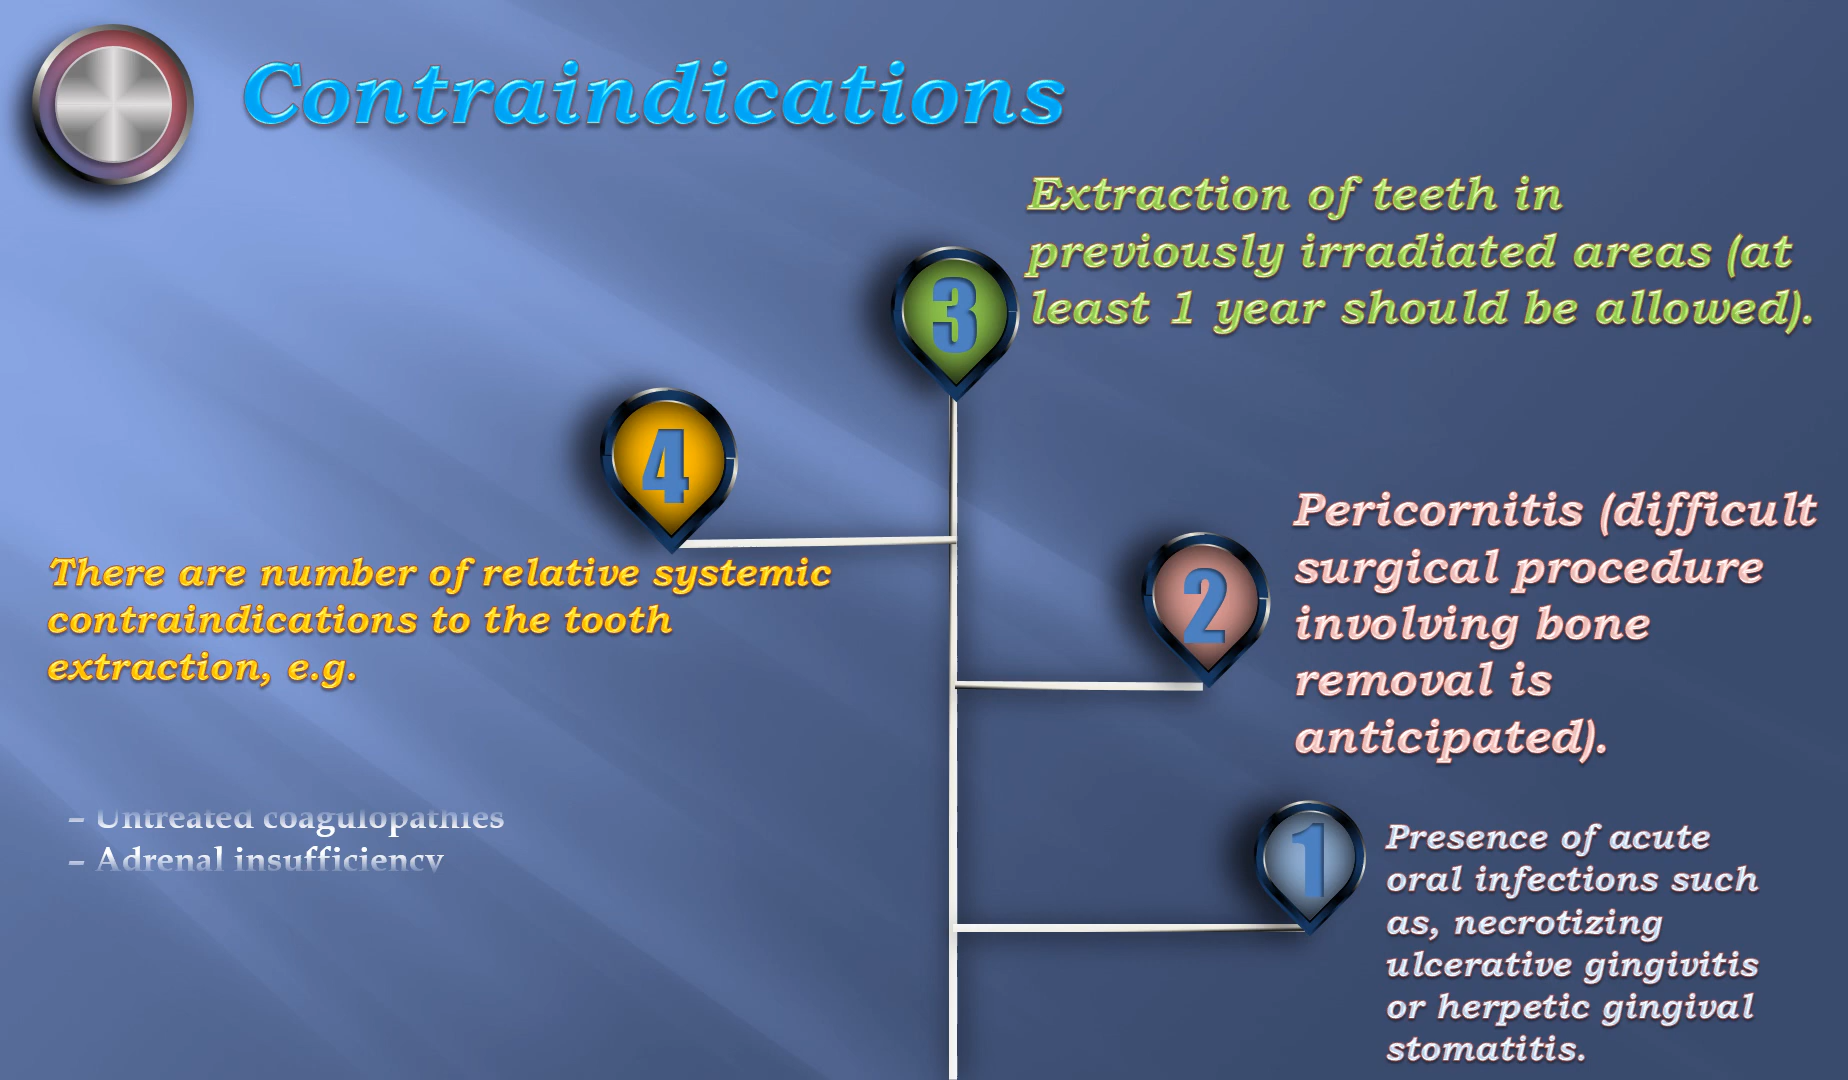 Contraindications
3
Extraction of teeth in
previously irradiated areas (at
least 1 year should be allowed).
4
There are number of relative systemic
contraindications to the tooth
extraction, e.g.
2
Pericornitis (difficult
surgical procedure
involving bone
removal is
anticipated).
– Untreated coagulopathies
– Adrenal insufficiency
1
Presence of acute
oral infections such
as, necrotizing
ulcerative gingivitis
or herpetic gingival
stomatitis.